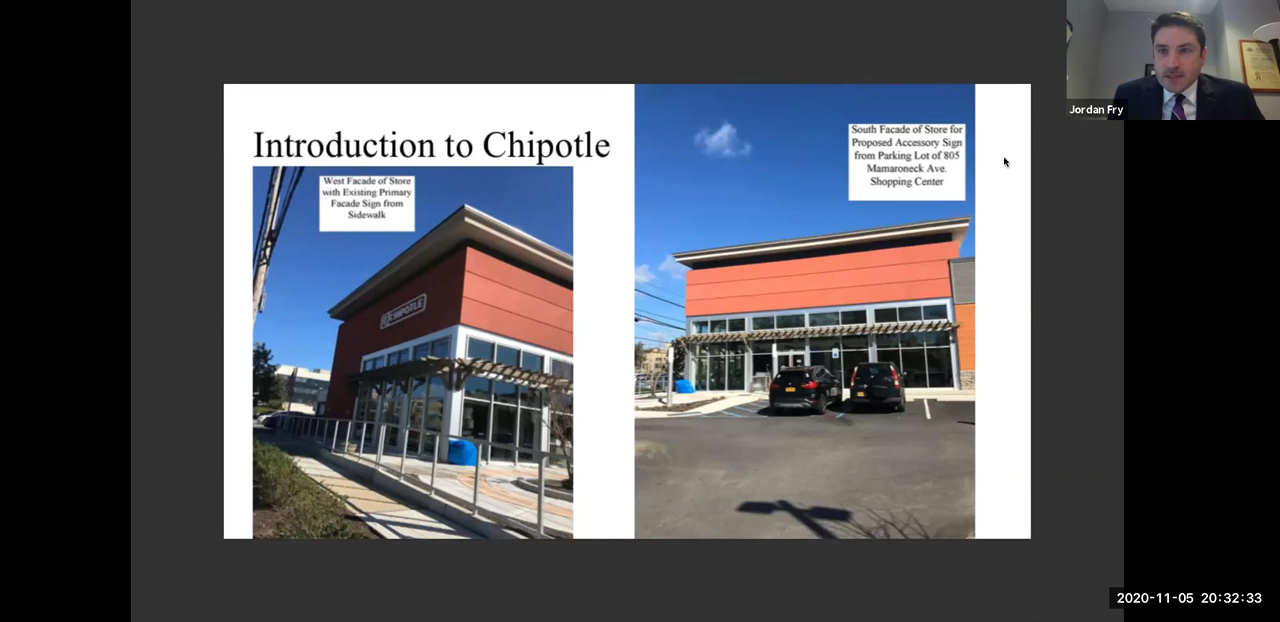 Introduction to Chipotle
West Facade of Store
with Existing Primary
Facade Sign from
Sidewalk
CHIPOTLE
South Facade of Store for
Proposed Accessory Sign
from Parking Lot of 805
Mamaroneck Ave.
Shopping Center
Jordan Fry
2020-11-05 20:32:33